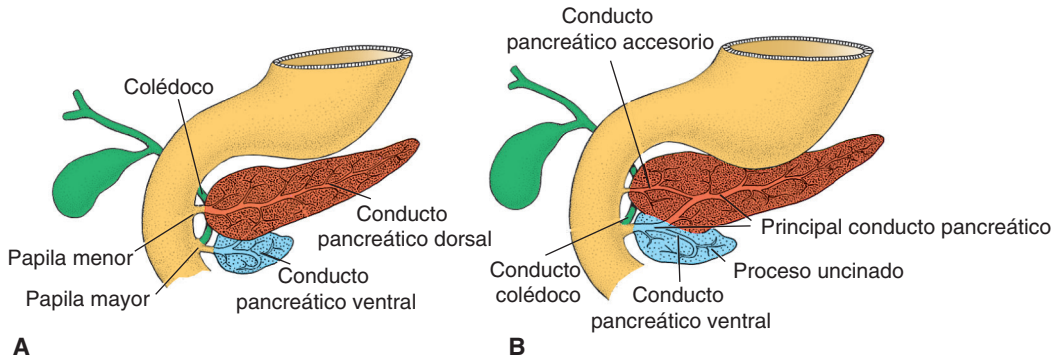 Colédoco
Conducto
pancreático dorsal
Papila menor
Papila mayor
Conducto
pancreático ventral
A
Conducto
pancreático accesorio
Principal conducto pancreático
Proceso uncinado
Conducto
colédoco
Conducto
pancreático ventral
B